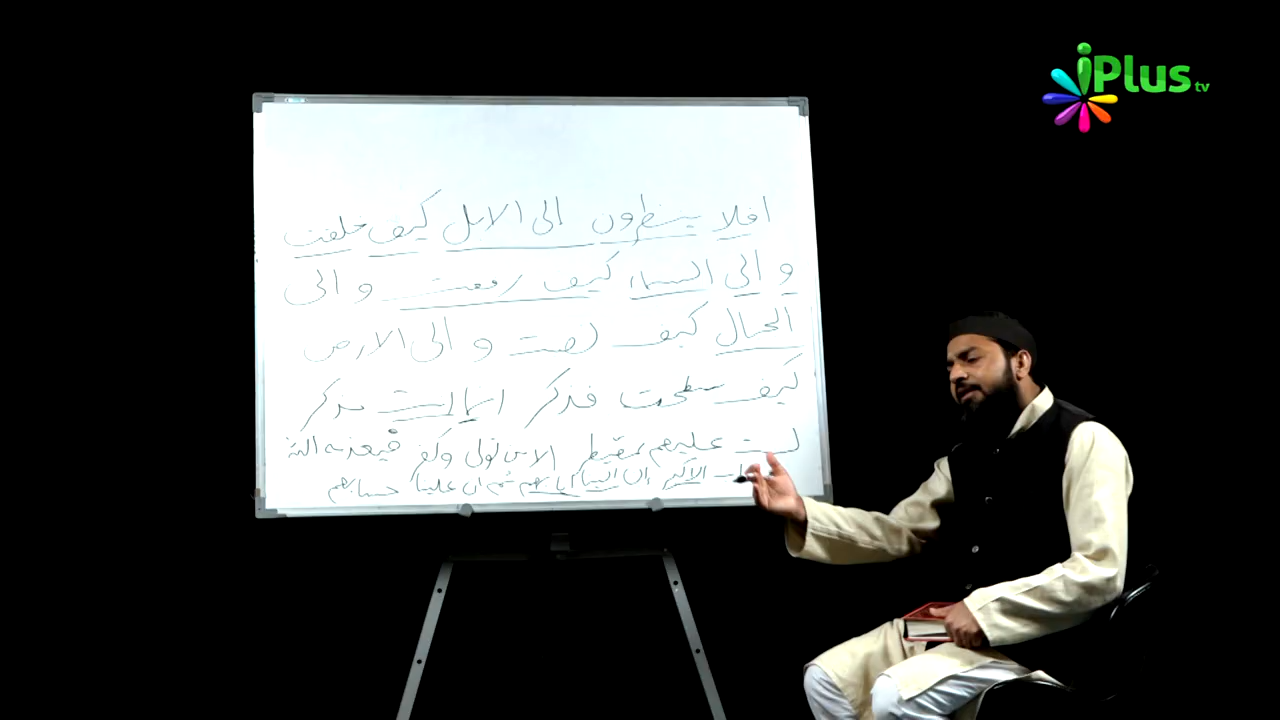 iPlus tv
افلا ينظرون الى الابل كيف خلقت
و الى السماء كيف رفعت و الى
الجبال كيف نصبت و الى الارض
كيف سطحت فذكر انما انت مذكر
لست عليهم بمصيطر الا من تولى وكفر فيعذبه الله
الاكبر ان الينا ايابهم ثم ان علينا حسابهم